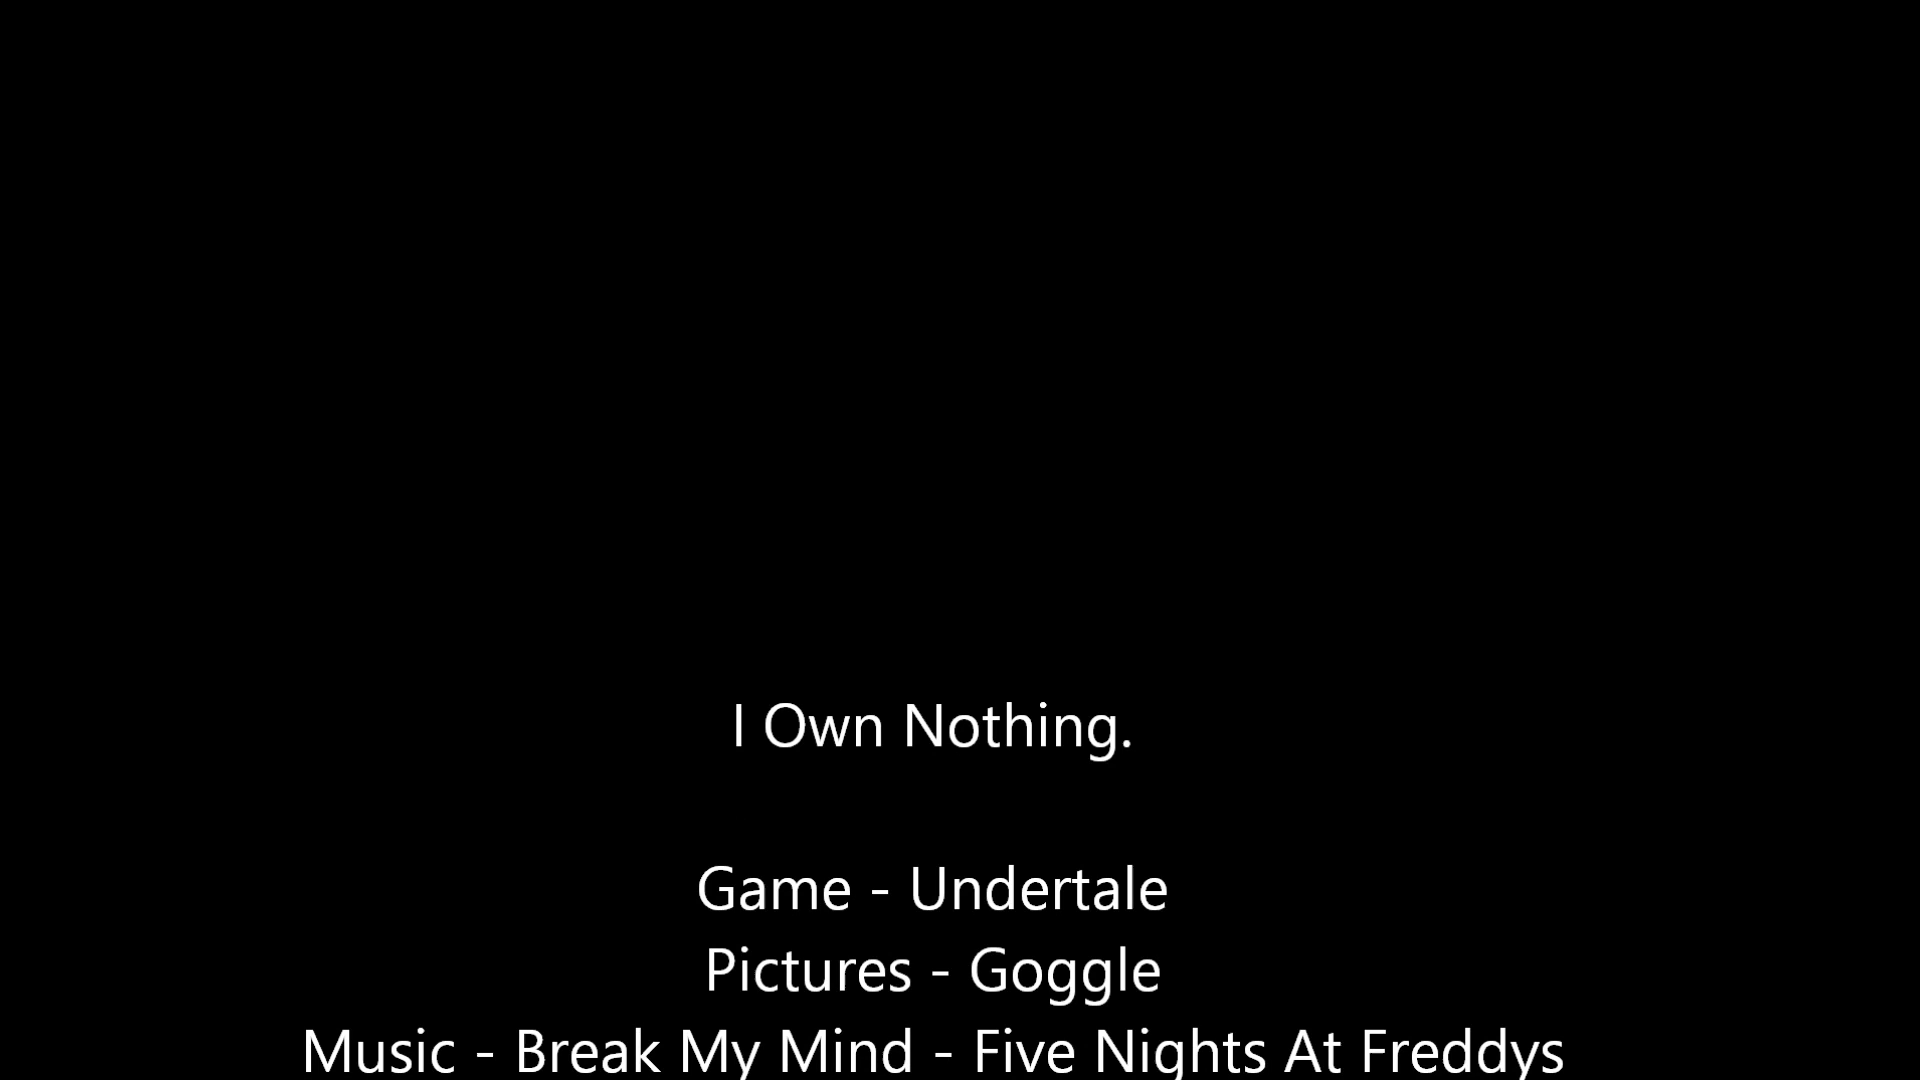 I Own Nothing.
Game - Undertale
Pictures - Goggle
Music - Break My Mind - Five Nights At Freddys